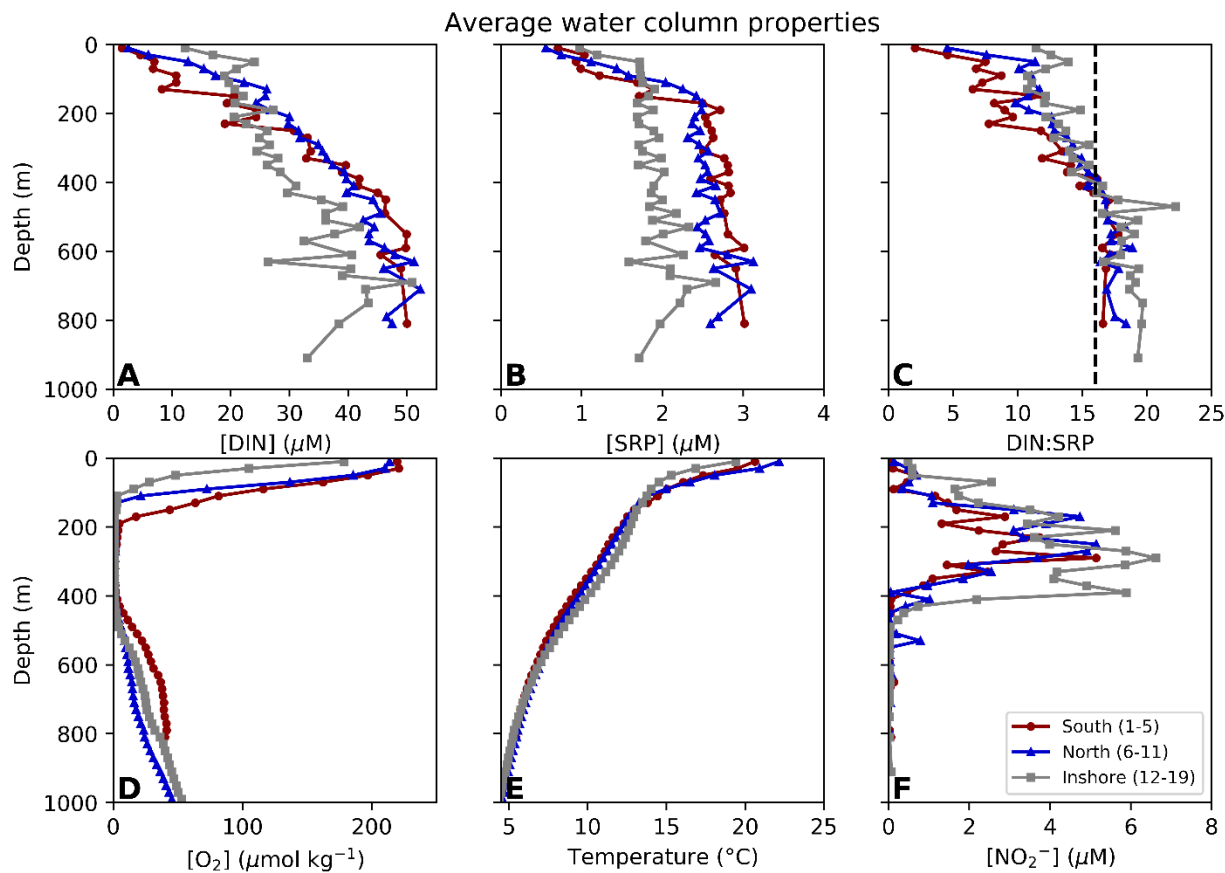 Average water column properties
0
200
400
600
800
1000
Depth (m)
A
B
C
0 10 20 30 40 50
0 1 2 3 4
0 5 10 15 20 25
[DIN] (μM)
[SRP] (μM)
DIN:SRP
0
200
400
600
800
1000
Depth (m)
South (1-5)
North (6-11)
Inshore (12-19)
D
E
F
0 100 200
5 10 15 20 25
0 2 4 6 8
[O₂] (μmol kg⁻¹)
Temperature (°C)
[NO₂⁻] (μM)